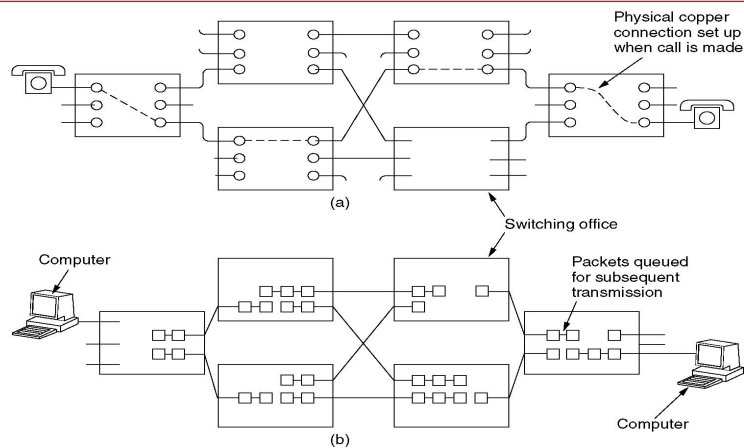 Physical copper
connection set up
when call is made
(a)
Switching office
Computer
Packets queued
for subsequent
transmission
Computer
(b)